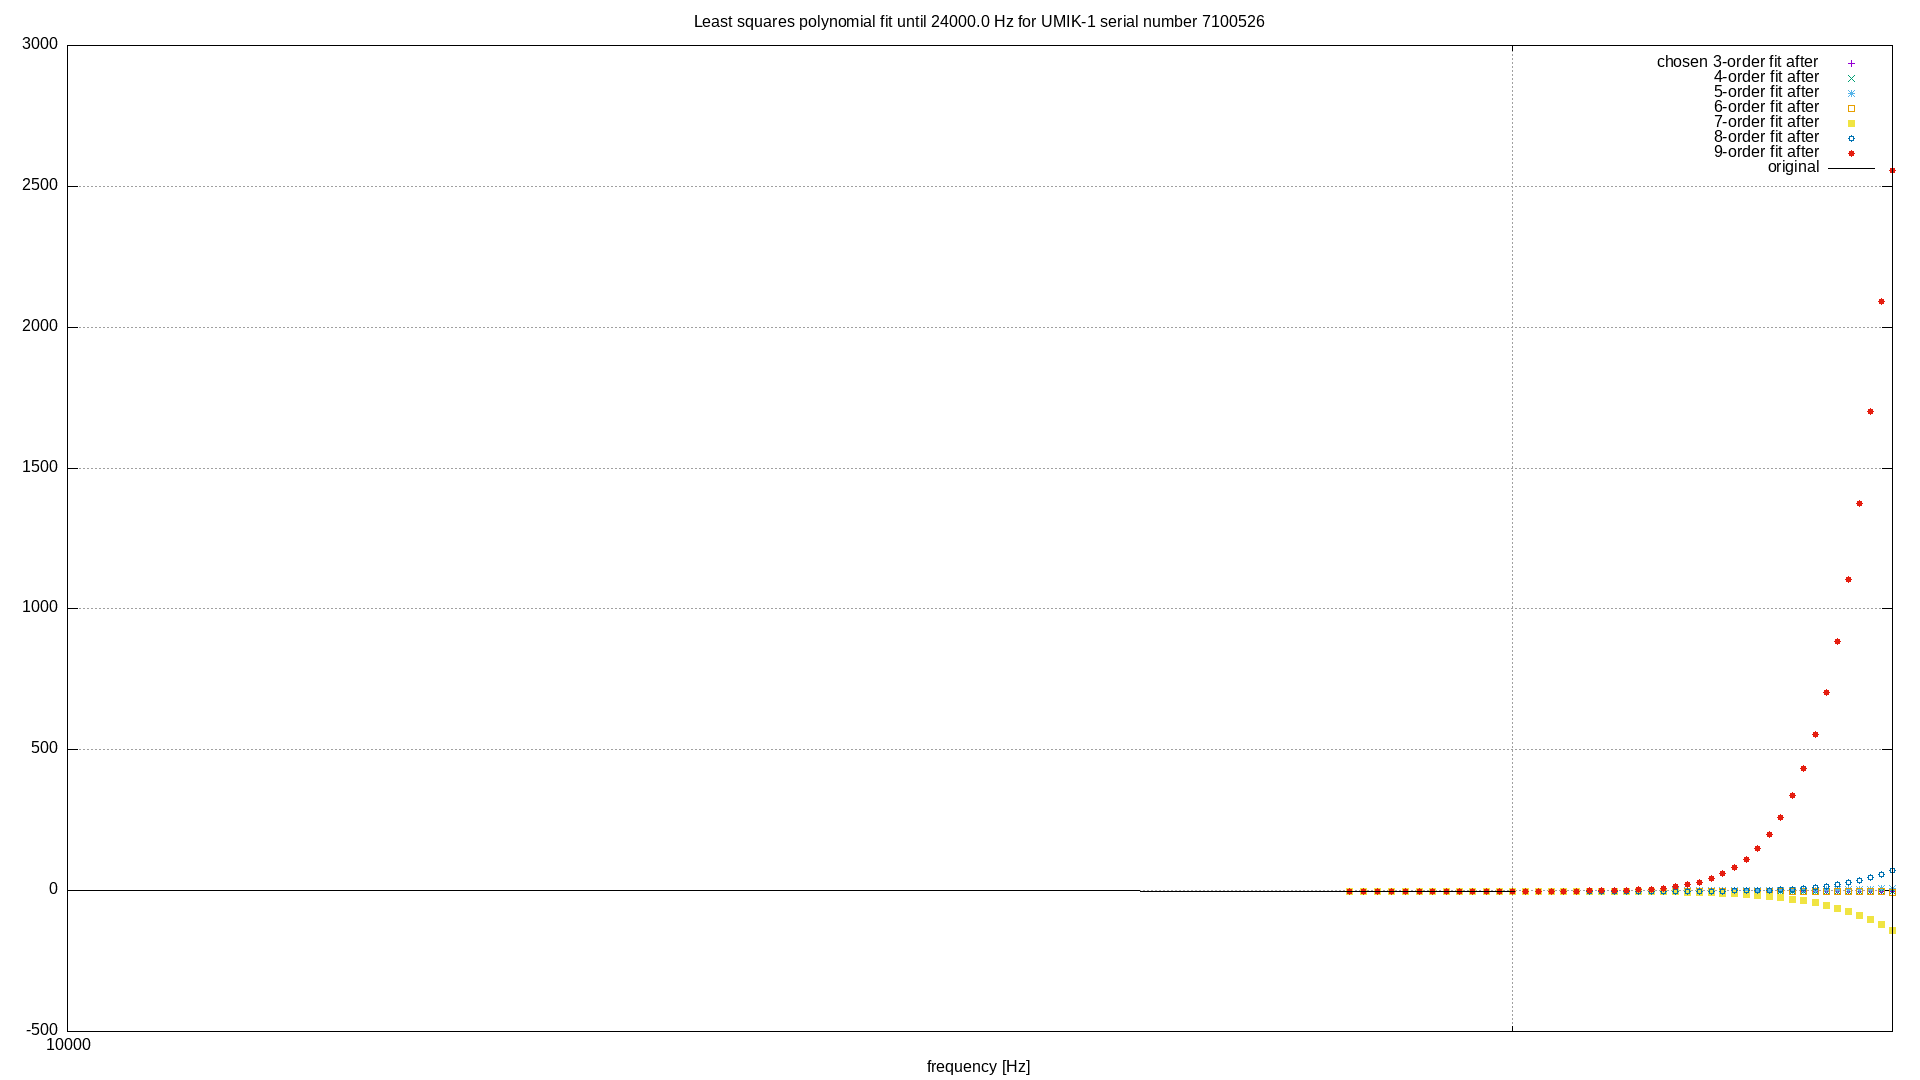 Least squares polynomial fit until 24000.0 Hz for UMIK-1 serial number 7100526
3000
2500
2000
1500
1000
500
0
-500
10000
chosen 3-order fit after
4-order fit after
5-order fit after
6-order fit after
7-order fit after
8-order fit after
9-order fit after
original
frequency [Hz]